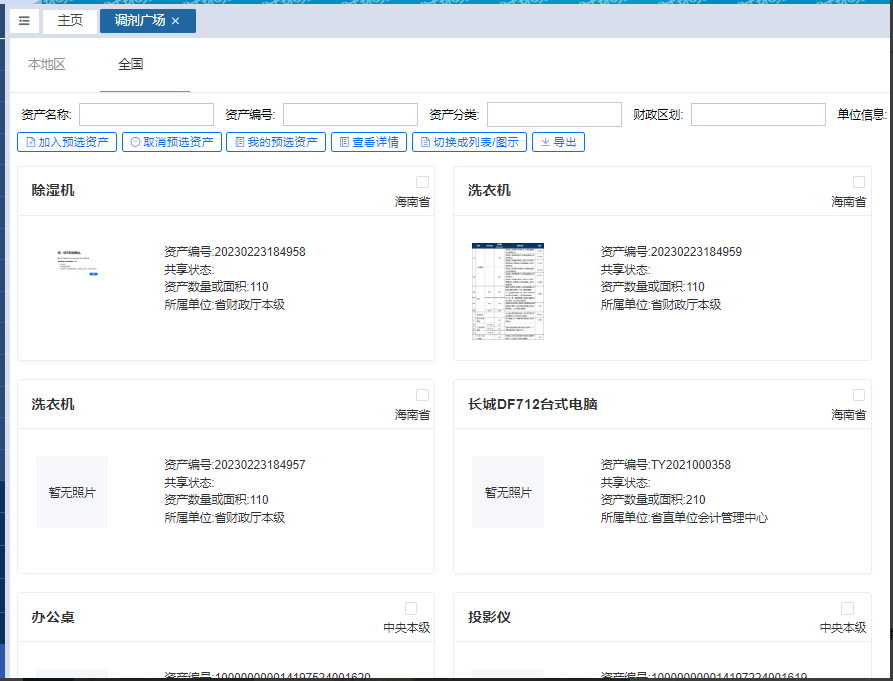 主页
调剂广场 ×
本地区
全国
资产名称:
资产编号:
资产分类:
财政区划:
单位信息:
加入预选资产
取消预选资产
我的预选资产
查看详情
切换成列表/图示
导出
除湿机
海南省
资产编号:20230223184958
共享状态:
资产数量或面积:110
所属单位:省财政厅本级
洗衣机
海南省
资产编号:20230223184959
共享状态:
资产数量或面积:110
所属单位:省财政厅本级
洗衣机
海南省
暂无照片
资产编号:20230223184957
共享状态:
资产数量或面积:110
所属单位:省财政厅本级
长城DF712台式电脑
海南省
暂无照片
资产编号:TY2021000358
共享状态:
资产数量或面积:210
所属单位:省直单位会计管理中心
办公桌
中央本级
投影仪
中央本级